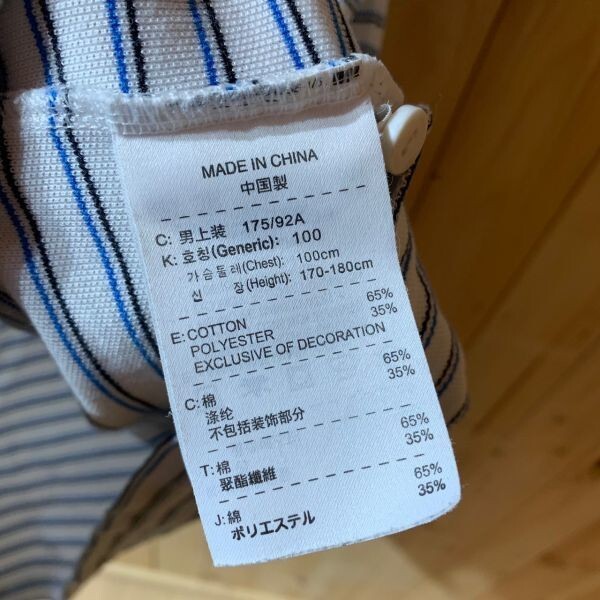 MADE IN CHINA
中国製
C: 男上装 175/92A
K: 호칭(Generic): 100
가슴둘레(Chest): 100cm
신 장(Height): 170-180cm
E: COTTON 65%
POLYESTER 35%
EXCLUSIVE OF DECORATION
C: 棉 65%
涤纶 35%
不包括装饰部分
T: 棉 65%
聚酯纖維 35%
J: 綿 65%
ポリエステル 35%